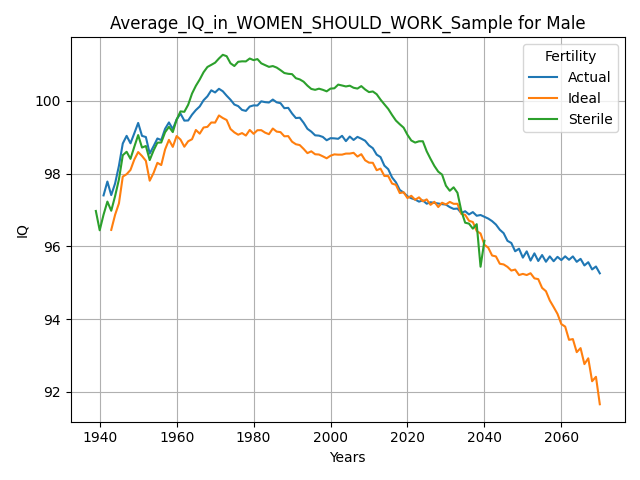 Average_IQ_in_WOMEN_SHOULD_WORK_Sample for Male
Fertility
Actual
Ideal
Sterile
IQ
100
98
96
94
92
1940
1960
1980
2000
2020
2040
2060
Years